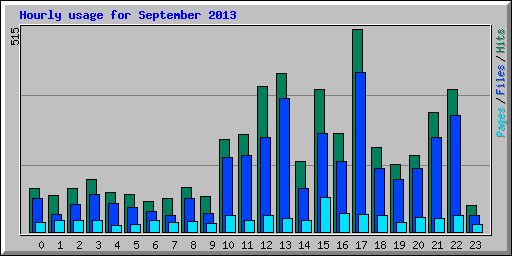 Hourly usage for September 2013
515
Pages / Files / Hits
0 1 2 3 4 5 6 7 8 9 10 11 12 13 14 15 16 17 18 19 20 21 22 23